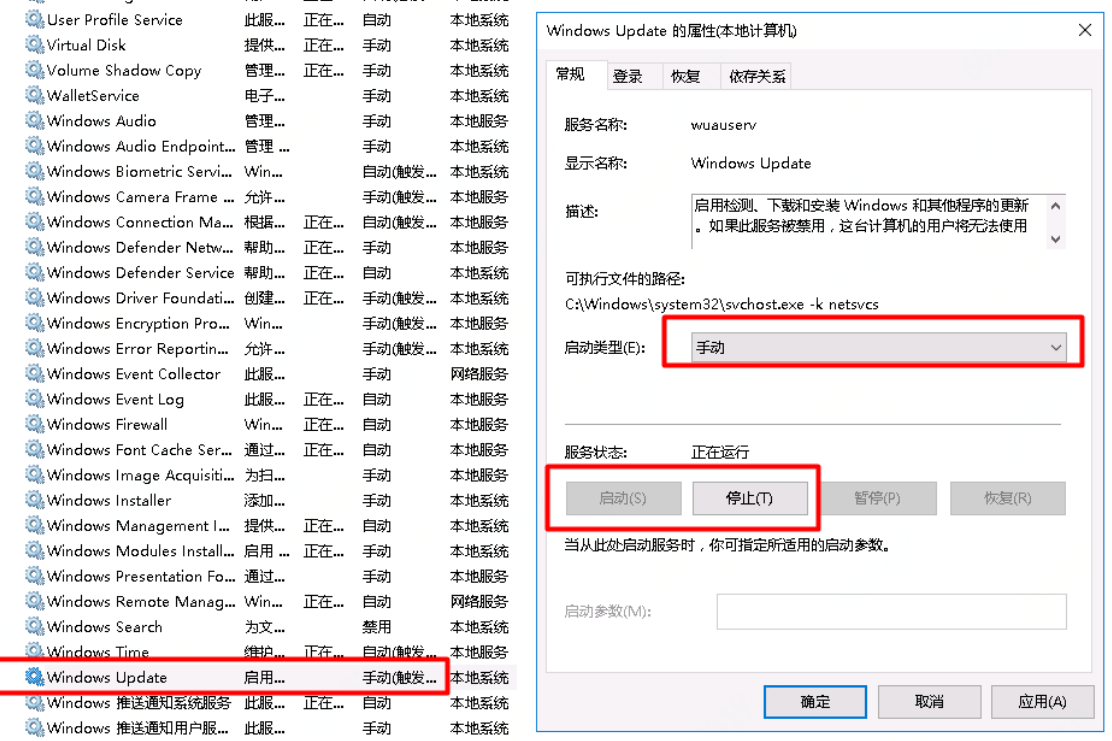 User Profile Service 此服... 正在... 自动 本地系统
Virtual Disk 提供... 正在... 手动 本地系统
Volume Shadow Copy 管理... 正在... 手动 本地系统
WalletService 电子... 手动 本地系统
Windows Audio 管理... 手动 本地服务
Windows Audio Endpoint... 管理 ... 手动 本地系统
Windows Biometric Servi... Win... 自动(触发... 本地系统
Windows Camera Frame ... 允许... 手动(触发... 本地服务
Windows Connection Ma... 根据... 正在... 自动(触发... 本地服务
Windows Defender Netw... 帮助... 正在... 手动 本地服务
Windows Defender Service 帮助... 正在... 自动 本地系统
Windows Driver Foundati... 创建... 正在... 手动(触发... 本地系统
Windows Encryption Pro... Win... 手动(触发... 本地服务
Windows Error Reportin... 允许... 手动(触发... 本地系统
Windows Event Collector 此服... 手动 网络服务
Windows Event Log 此服... 正在... 自动 本地服务
Windows Firewall Win... 正在... 自动 本地服务
Windows Font Cache Ser... 通过... 正在... 自动 本地服务
Windows Image Acquisiti... 为扫... 手动 本地服务
Windows Installer 添加... 手动 本地系统
Windows Management I... 提供... 正在... 自动 本地系统
Windows Modules Install... 启用 ... 正在... 手动 本地系统
Windows Presentation Fo... 通过... 手动 本地服务
Windows Remote Manag... Win... 正在... 自动 网络服务
Windows Search 为文... 禁用 本地系统
Windows Time 维护... 正在... 自动(触发... 本地服务
Windows Update 启用... 手动(触发... 本地系统
Windows 推送通知系统服务 此服... 正在... 自动 本地系统
Windows 推送通知用户服... 此服... 手动 本地系统
Windows Update 的属性(本地计算机)
常规 登录 恢复 依存关系
服务名称: wuauserv
显示名称: Windows Update
描述: 启用检测、下载和安装 Windows 和其他程序的更新
。如果此服务被禁用，这台计算机的用户将无法使用
可执行文件的路径:
C:\Windows\system32\svchost.exe -k netsvcs
启动类型(E): 手动
服务状态: 正在运行
启动(S) 停止(T) 暂停(P) 恢复(R)
当从此处启动服务时，你可指定所适用的启动参数。
启动参数(M):
确定 取消 应用(A)